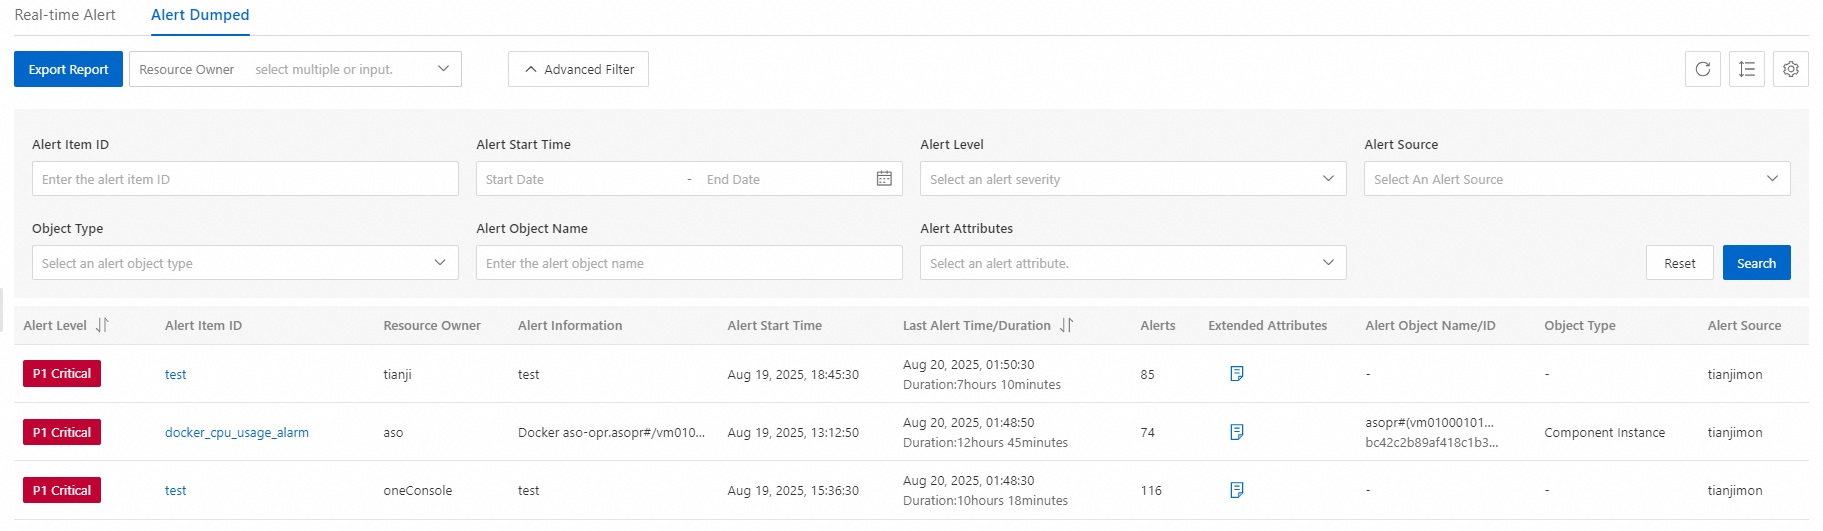 Real-time Alert Alert Dumped
Export Report Resource Owner select multiple or input. Advanced Filter
Alert Item ID Alert Start Time Alert Level Alert Source
Enter the alert item ID Start Date - End Date Select an alert severity Select An Alert Source
Object Type Alert Object Name Alert Attributes
Select an alert object type Enter the alert object name Select an alert attribute. Reset Search
Alert Level Alert Item ID Resource Owner Alert Information Alert Start Time Last Alert Time/Duration Alerts Extended Attributes Alert Object Name/ID Object Type Alert Source
P1 Critical test tianji test Aug 19, 2025, 18:45:30 Aug 20, 2025, 01:50:30 85 - - tianjimon
Duration:7hours 10minutes
P1 Critical docker_cpu_usage_alarm aso Docker aso-opr.asopr#/vm010... Aug 19, 2025, 13:12:50 Aug 20, 2025, 01:48:50 74 asopr#(vm01000101... Component Instance tianjimon
Duration:12hours 45minutes bc42c2b89af418c1b3...
P1 Critical test oneConsole test Aug 19, 2025, 15:36:30 Aug 20, 2025, 01:48:30 116 - - tianjimon
Duration:10hours 18minutes